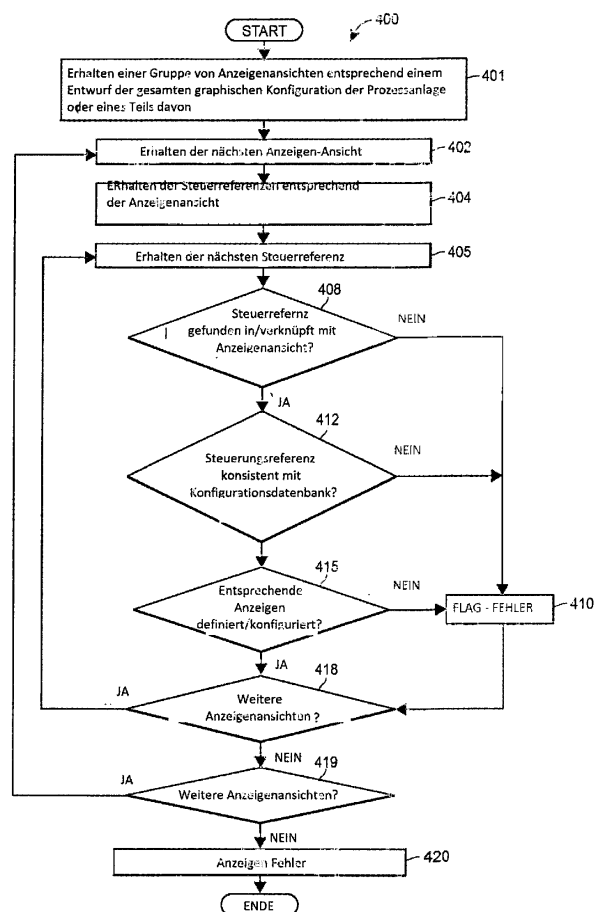 START
400
Erhalten einer Gruppe von Anzeigenansichten entsprechend einem
Entwurf der gesamten graphischen Konfiguration der Prozessanlage
oder eines Teils davon
401
Erhalten der nächsten Anzeigen-Ansicht
402
ERhalten der Steuerreferenzen entsprechend
der Anzeigenansicht
404
Erhalten der nächsten Steuerreferenz
405
408
Steuerrefernz
gefunden in/verknüpft mit
Anzeigenansicht?
NEIN
JA
412
Steuerungsreferenz
konsistent mit
Konfigurationsdatenbank?
NEIN
415
Entsprechende
Anzeigen
definiert/konfiguriert?
NEIN
FLAG - FEHLER
410
JA
418
JA
Weitere
Anzeigenansichten ?
NEIN
419
JA
Weitere Anzeigenansichten?
NEIN
Anzeigen Fehler
420
ENDE